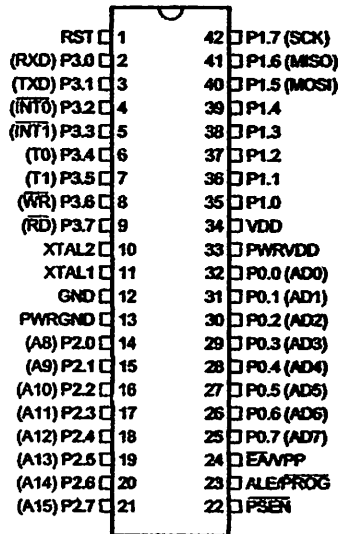 RST 1 42 P1.7 (SCK)
(RXD) P3.0 2 41 P1.6 (MISO)
(TXD) P3.1 3 40 P1.5 (MOSI)
(INT0) P3.2 4 39 P1.4
(INT1) P3.3 5 38 P1.3
(T0) P3.4 6 37 P1.2
(T1) P3.5 7 36 P1.1
(WR) P3.6 8 35 P1.0
(RD) P3.7 9 34 VDD
XTAL2 10 33 PWRVDD
XTAL1 11 32 P0.0 (AD0)
GND 12 31 P0.1 (AD1)
PWRGND 13 30 P0.2 (AD2)
(A8) P2.0 14 29 P0.3 (AD3)
(A9) P2.1 15 28 P0.4 (AD4)
(A10) P2.2 16 27 P0.5 (AD5)
(A11) P2.3 17 26 P0.6 (AD6)
(A12) P2.4 18 25 P0.7 (AD7)
(A13) P2.5 19 24 EA/VPP
(A14) P2.6 20 23 ALE/PROG
(A15) P2.7 21 22 PSEN